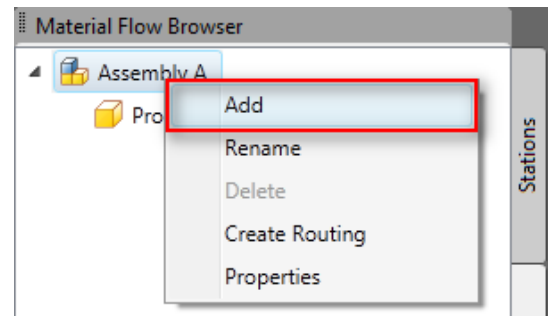 Material Flow Browser
Assembly A
Pro
Add
Rename
Delete
Create Routing
Properties
Stations